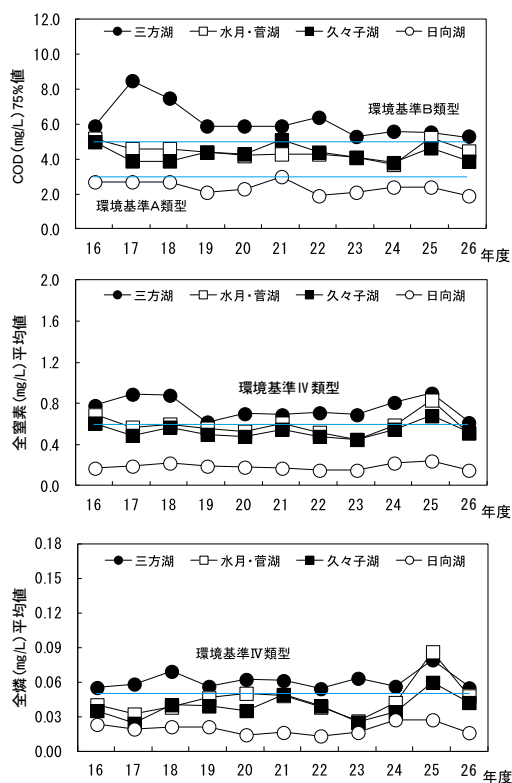 COD(mg/L) 75%値
12.0
10.0
8.0
6.0
4.0
2.0
0.0
三方湖 水月・菅湖 久々子湖 日向湖
環境基準B類型
環境基準A類型
16 17 18 19 20 21 22 23 24 25 26 年度
全窒素(mg/L)平均値
2.0
1.6
1.2
0.8
0.4
0.0
三方湖 水月・菅湖 久々子湖 日向湖
環境基準Ⅳ類型
16 17 18 19 20 21 22 23 24 25 26 年度
全燐(mg/L)平均値
0.18
0.15
0.12
0.09
0.06
0.03
0.00
三方湖 水月・菅湖 久々子湖 日向湖
環境基準Ⅳ類型
16 17 18 19 20 21 22 23 24 25 26 年度